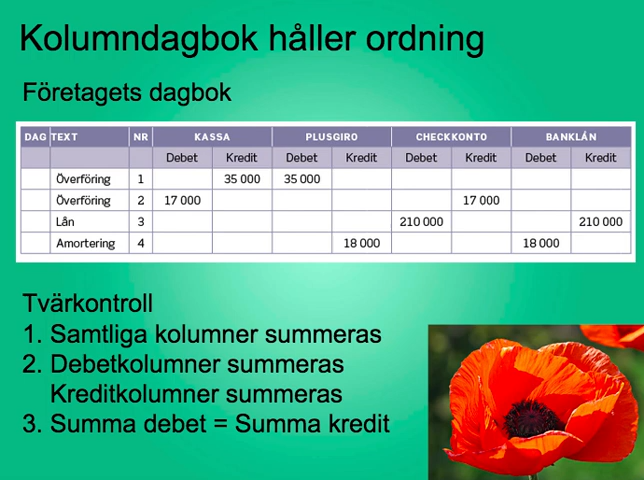 Kolumndagbok håller ordning
Företagets dagbok
DAG TEXT NR KASSA PLUSGIRO CHECKKONTO BANKLÅN
Debet Kredit Debet Kredit Debet Kredit Debet Kredit
Överföring 1 35 000 35 000
Överföring 2 17 000 17 000
Lån 3 210 000 210 000
Amortering 4 18 000 18 000
Tvärkontroll
1. Samtliga kolumner summeras
2. Debetkolumner summeras
Kreditkolumner summeras
3. Summa debet = Summa kredit